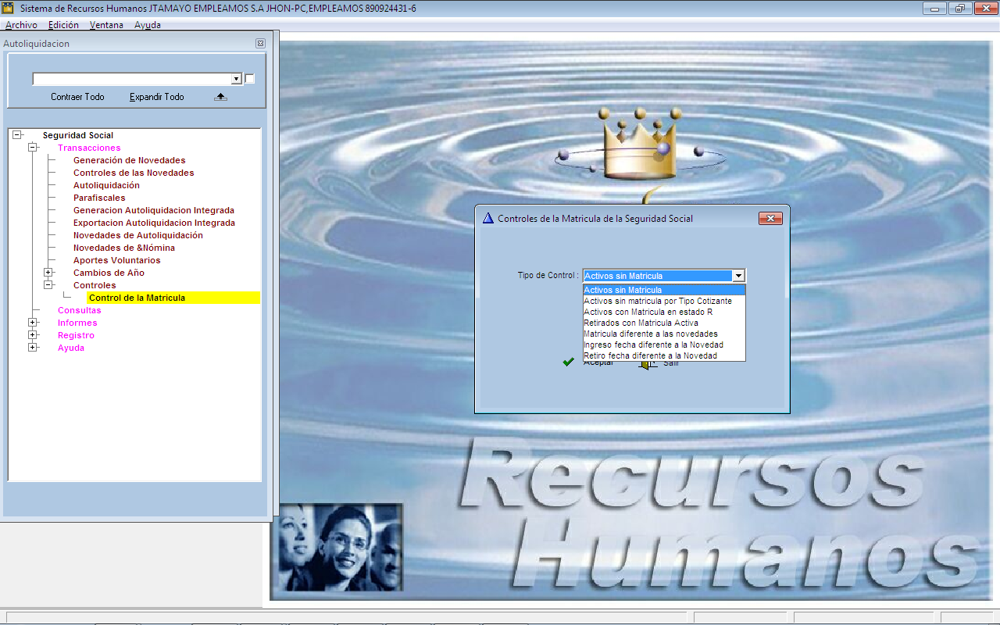 Sistema de Recursos Humanos JTAMAYO EMPLEAMOS S.A JHON-PC,EMPLEAMOS 890924431-6
Archivo Edición Ventana Ayuda
Autoliquidacion
Contraer Todo Expandir Todo
Seguridad Social
Transacciones
Generación de Novedades
Controles de las Novedades
Autoliquidación
Parafiscales
Generacion Autoliquidacion Integrada
Exportacion Autoliquidacion Integrada
Novedades de Autoliquidación
Novedades de &Nómina
Aportes Voluntarios
Cambios de Año
Controles
Control de la Matricula
Consultas
Informes
Registro
Ayuda
Controles de la Matricula de la Seguridad Social
Tipo de Control : Activos sin Matricula
Activos sin Matricula
Activos sin matricula por Tipo Cotizante
Activos con Matricula en estado R
Retirados con Matricula Activa
Matricula diferente a las novedades
Ingreso fecha diferente a la Novedad
Retiro fecha diferente a la Novedad
Aceptar Salir
Recursos
Humanos